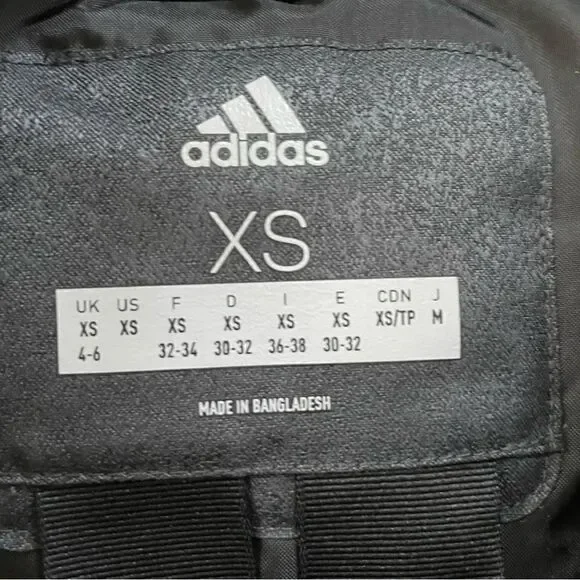 adidas
XS
UK US F D I E CDN J
XS XS XS XS XS XS XS/TP M
4-6 32-34 30-32 36-38 30-32
MADE IN BANGLADESH